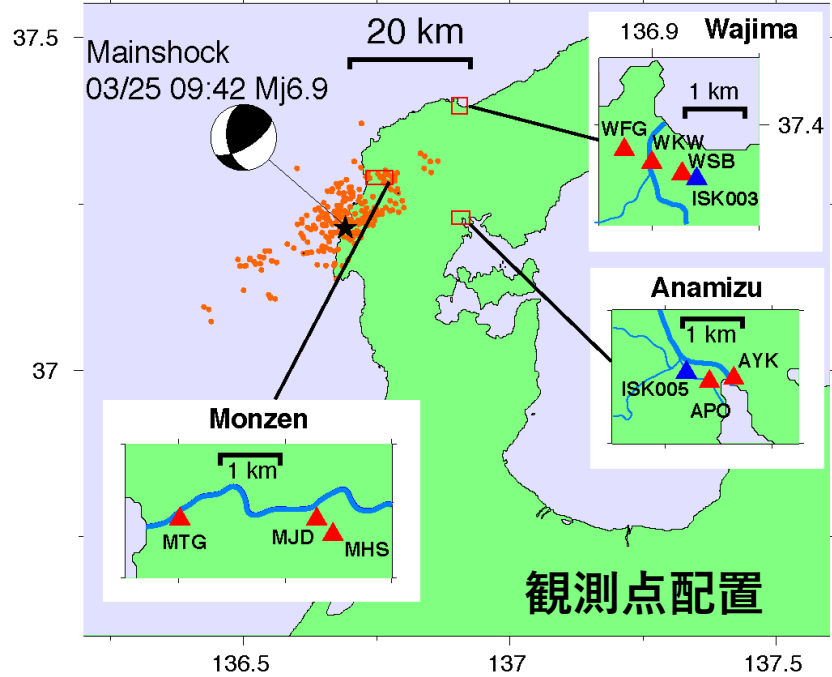 37.5
Mainshock
03/25 09:42 Mj6.9
20 km
136.9 Wajima
1 km
37.4
WFG
WKW
WSB
ISK003
Anamizu
1 km
AYK
ISK005
APO
37
Monzen
1 km
MTG
MJD
MHS
観測点配置
136.5
137
137.5